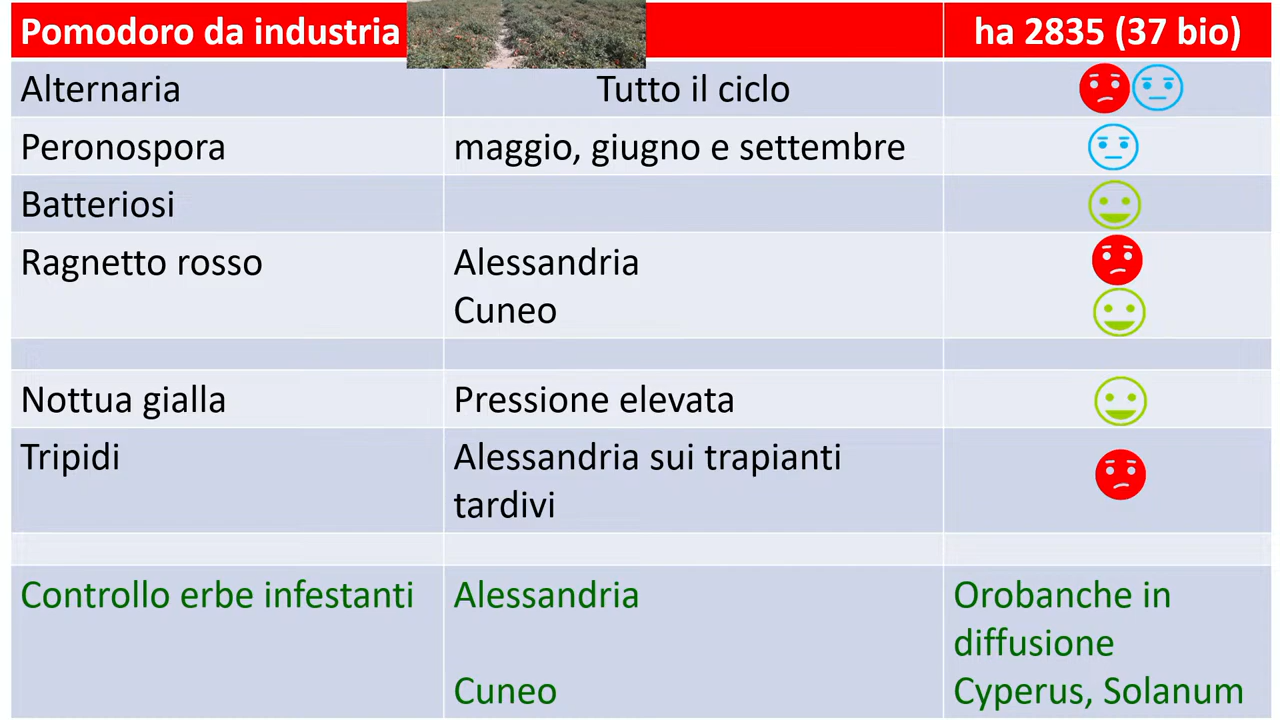 Pomodoro da industria
ha 2835 (37 bio)
Alternaria
Tutto il ciclo
Peronospora
maggio, giugno e settembre
Batteriosi
Ragnetto rosso
Alessandria
Cuneo
Nottua gialla
Pressione elevata
Tripidi
Alessandria sui trapianti
tardivi
Controllo erbe infestanti
Alessandria
Orobanche in
diffusione
Cuneo
Cyperus, Solanum